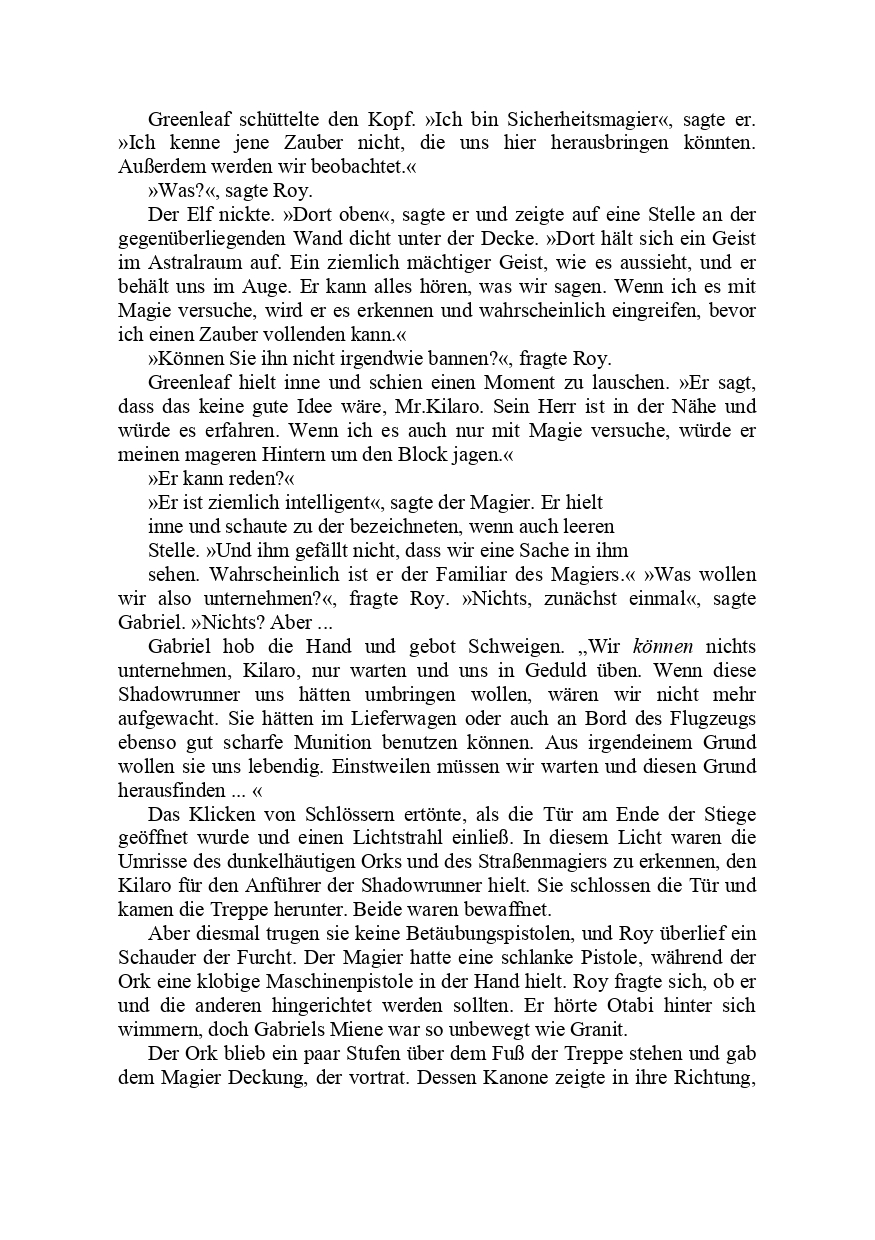 Greenleaf schüttelte den Kopf. »Ich bin Sicherheitsmagier«, sagte er.
»Ich kenne jene Zauber nicht, die uns hier herausbringen könnten.
Außerdem werden wir beobachtet.«
»Was?«, sagte Roy.
Der Elf nickte. »Dort oben«, sagte er und zeigte auf eine Stelle an der
gegenüberliegenden Wand dicht unter der Decke. »Dort hält sich ein Geist
im Astralraum auf. Ein ziemlich mächtiger Geist, wie es aussieht, und er
behält uns im Auge. Er kann alles hören, was wir sagen. Wenn ich es mit
Magie versuche, wird er es erkennen und wahrscheinlich eingreifen, bevor
ich einen Zauber vollenden kann.«
»Können Sie ihn nicht irgendwie bannen?«, fragte Roy.
Greenleaf hielt inne und schien einen Moment zu lauschen. »Er sagt,
dass das keine gute Idee wäre, Mr.Kilaro. Sein Herr ist in der Nähe und
würde es erfahren. Wenn ich es auch nur mit Magie versuche, würde er
meinen mageren Hintern um den Block jagen.«
»Er kann reden?«
»Er ist ziemlich intelligent«, sagte der Magier. Er hielt
inne und schaute zu der bezeichneten, wenn auch leeren
Stelle. »Und ihm gefällt nicht, dass wir eine Sache in ihm
sehen. Wahrscheinlich ist er der Familiar des Magiers.« »Was wollen
wir also unternehmen?«, fragte Roy. »Nichts, zunächst einmal«, sagte
Gabriel. »Nichts? Aber ...
Gabriel hob die Hand und gebot Schweigen. „Wir können nichts
unternehmen, Kilaro, nur warten und uns in Geduld üben. Wenn diese
Shadowrunner uns hätten umbringen wollen, wären wir nicht mehr
aufgewacht. Sie hätten im Lieferwagen oder auch an Bord des Flugzeugs
ebenso gut scharfe Munition benutzen können. Aus irgendeinem Grund
wollen sie uns lebendig. Einstweilen müssen wir warten und diesen Grund
herausfinden ... «
Das Klicken von Schlössern ertönte, als die Tür am Ende der Stiege
geöffnet wurde und einen Lichtstrahl einließ. In diesem Licht waren die
Umrisse des dunkelhäutigen Orks und des Straßenmagiers zu erkennen, den
Kilaro für den Anführer der Shadowrunner hielt. Sie schlossen die Tür und
kamen die Treppe herunter. Beide waren bewaffnet.
Aber diesmal trugen sie keine Betäubungspistolen, und Roy überlief ein
Schauder der Furcht. Der Magier hatte eine schlanke Pistole, während der
Ork eine klobige Maschinenpistole in der Hand hielt. Roy fragte sich, ob er
und die anderen hingerichtet werden sollten. Er hörte Otabi hinter sich
wimmern, doch Gabriels Miene war so unbewegt wie Granit.
Der Ork blieb ein paar Stufen über dem Fuß der Treppe stehen und gab
dem Magier Deckung, der vortrat. Dessen Kanone zeigte in ihre Richtung,